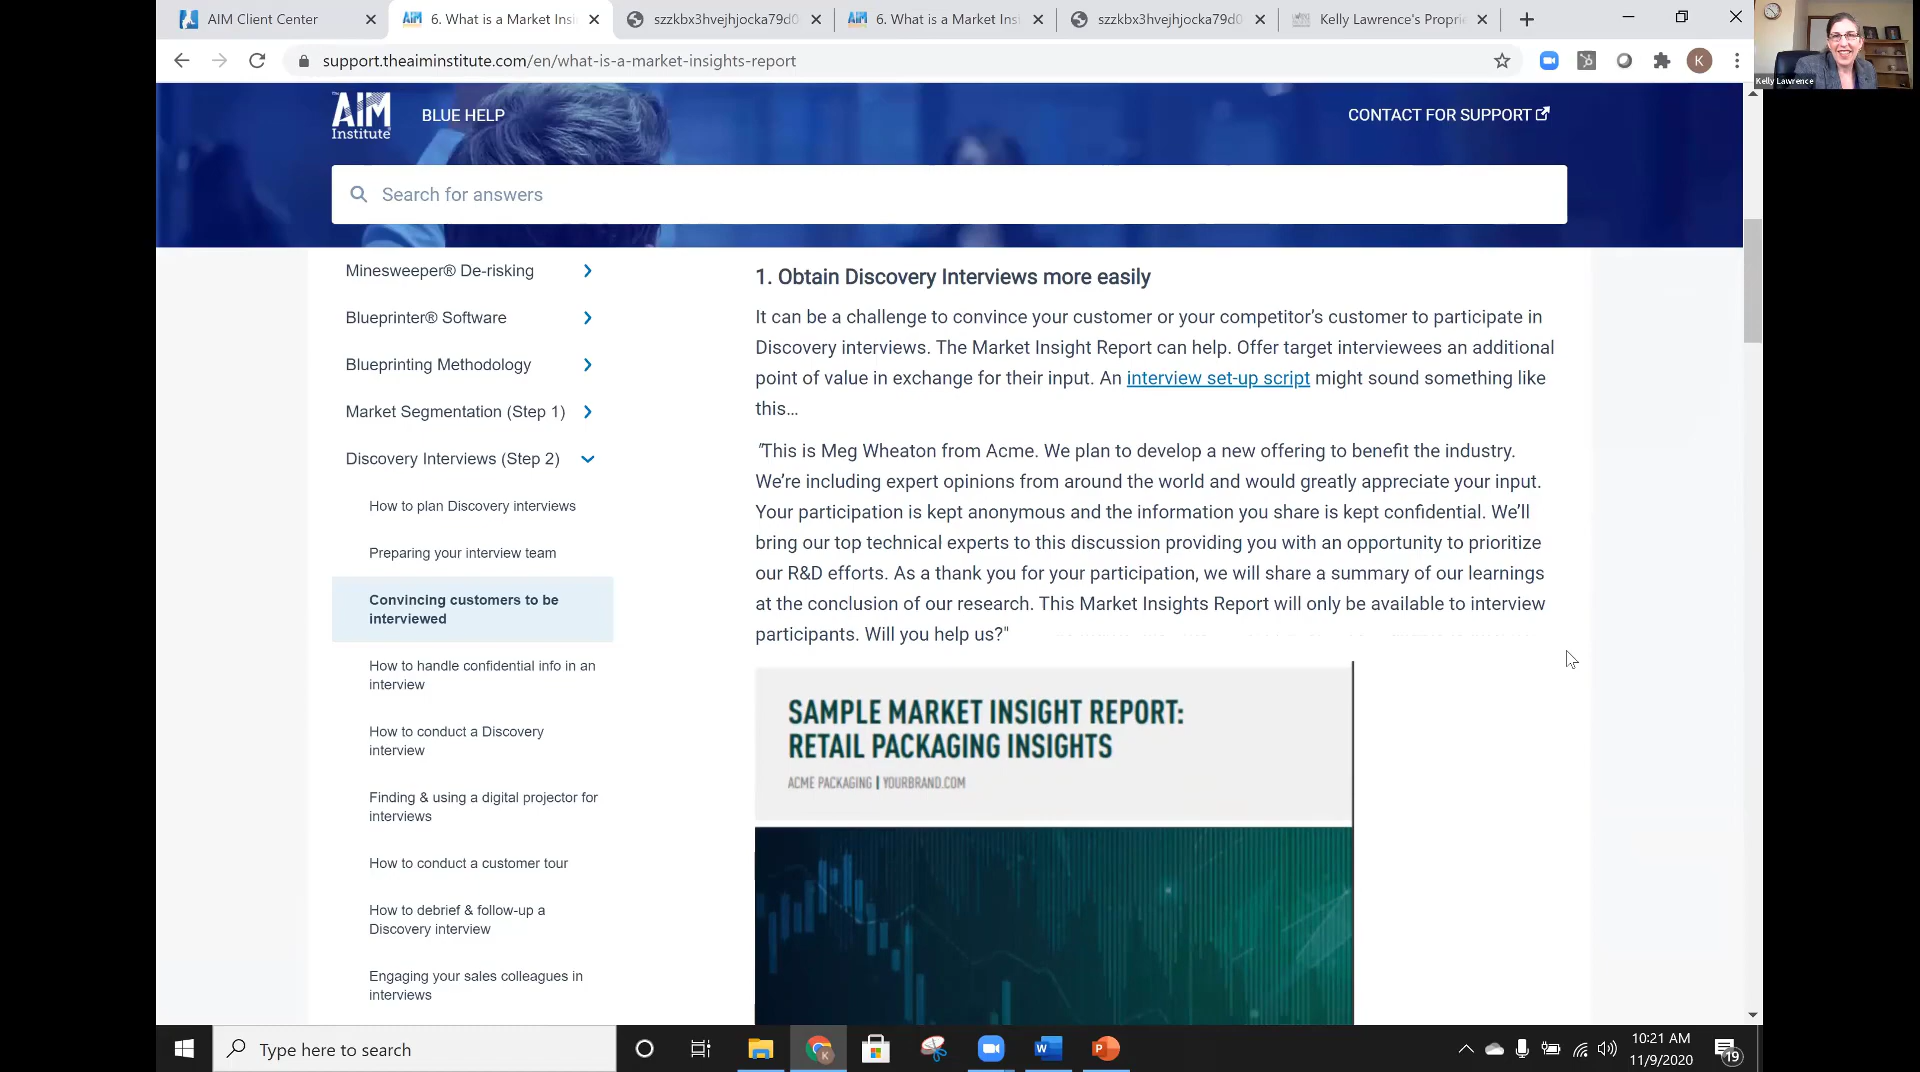 AIM Client Center
6. What is a Market Insi
szzkbx3hvejhjocka79d0
6. What is a Market Ins
szzkbx3hvejhjocka79d0
Kelly Lawrence's Propri
support.theaiminstitute.com/en/what-is-a-market-insights-report
K
Kelly Lawrence
The
AIM
Institute
BLUE HELP
CONTACT FOR SUPPORT
Search for answers
Minesweeper® De-risking
Blueprinter® Software
Blueprinting Methodology
Market Segmentation (Step 1)
Discovery Interviews (Step 2)
How to plan Discovery interviews
Preparing your interview team
Convincing customers to be
interviewed
How to handle confidential info in an
interview
How to conduct a Discovery
interview
Finding & using a digital projector for
interviews
How to conduct a customer tour
How to debrief & follow-up a
Discovery interview
Engaging your sales colleagues in
interviews
1. Obtain Discovery Interviews more easily
It can be a challenge to convince your customer or your competitor’s customer to participate in
Discovery interviews. The Market Insight Report can help. Offer target interviewees an additional
point of value in exchange for their input. An interview set-up script might sound something like
this...
"This is Meg Wheaton from Acme. We plan to develop a new offering to benefit the industry.
We’re including expert opinions from around the world and would greatly appreciate your input.
Your participation is kept anonymous and the information you share is kept confidential. We’ll
bring our top technical experts to this discussion providing you with an opportunity to prioritize
our R&D efforts. As a thank you for your participation, we will share a summary of our learnings
at the conclusion of our research. This Market Insights Report will only be available to interview
participants. Will you help us?"
SAMPLE MARKET INSIGHT REPORT:
RETAIL PACKAGING INSIGHTS
ACME PACKAGING | YOURBRAND.COM
Type here to search
10:21 AM
11/9/2020
19